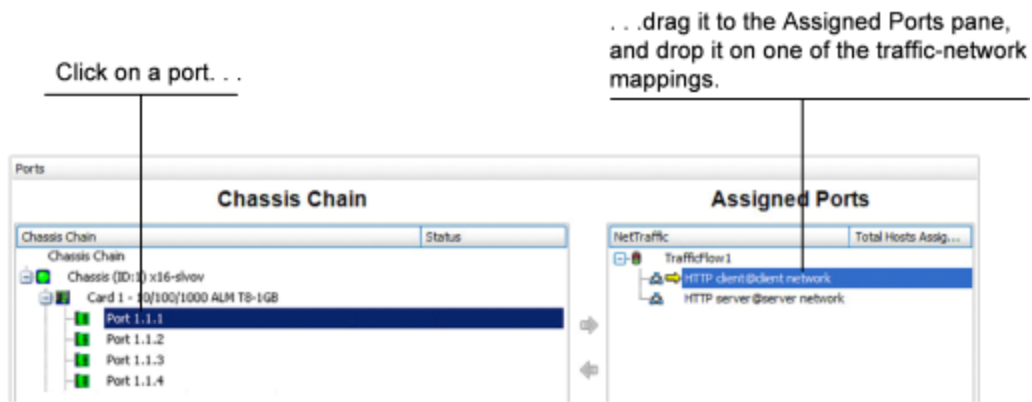 . . .drag it to the Assigned Ports pane,
and drop it on one of the traffic-network
mappings.
Click on a port. . .
Ports
Chassis Chain
Assigned Ports
Chassis Chain Status
Chassis Chain
Chassis (ID:1) x16-slvov
Card 1 - 10/100/1000 ALM T8-1GB
Port 1.1.1
Port 1.1.2
Port 1.1.3
Port 1.1.4
NetTraffic Total Hosts Assig...
TrafficFlow1
HTTP client@client network
HTTP server@server network